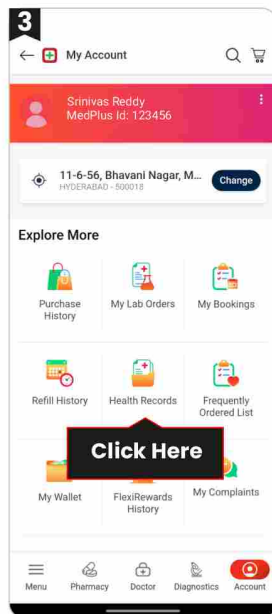 3
My Account
Srinivas Reddy
MedPlus Id: 123456
11-6-56, Bhavani Nagar, M...
HYDERABAD - 500018
Change
Explore More
Purchase
History
My Lab Orders
My Bookings
Refill History
Health Records
Frequently
Ordered List
Click Here
My Wallet
FlexiRewards
History
My Complaints
Menu
Pharmacy
Doctor
Diagnostics
Account